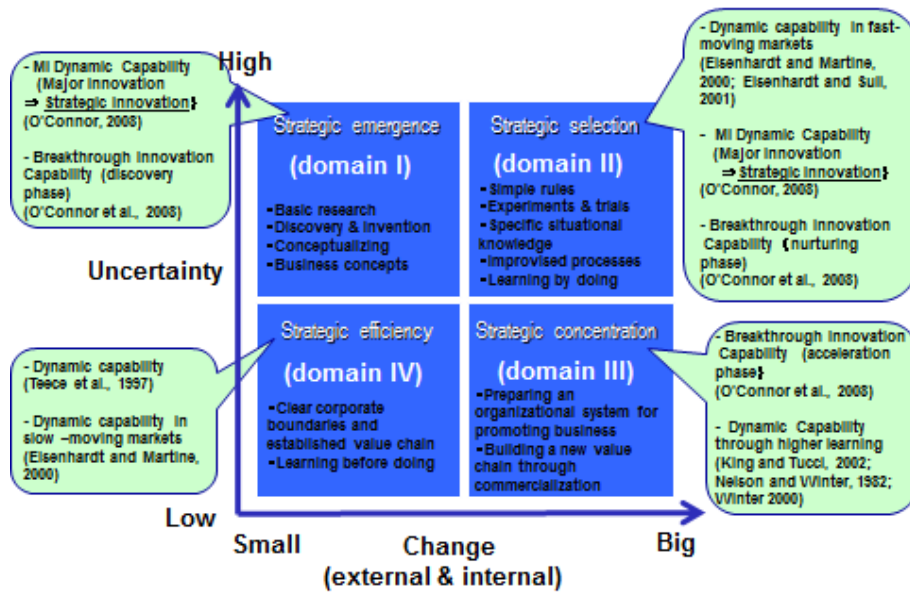 High
- MI Dynamic Capability
(Major Innovation
⇒ Strategic Innovation}
(O'Connor, 2008)
- Breakthrough Innovation
Capability (discovery
phase)
(O'Connor et al., 2008)
Strategic emergence
(domain I)
▪Basic research
▪Discovery & invention
▪Conceptualizing
▪Business concepts
Strategic selection
(domain II)
▪Simple rules
▪Experiments & trials
▪Specific situational
knowledge
▪Improvised processes
▪Learning by doing
- Dynamic capability in fast-
moving markets
(Eisenhardt and Martine,
2000; Eisenhardt and Sull,
2001)
- MI Dynamic Capability
(Major Innovation
⇒ Strategic Innovation}
(O'Connor, 2008)
- Breakthrough Innovation
Capability (nurturing
phase)
(O'Connor et al., 2008)
Uncertainty
- Dynamic capability
(Teece et al., 1997)
- Dynamic capability in
slow –moving markets
(Eisenhardt and Martine,
2000)
Strategic efficiency
(domain IV)
▪Clear corporate
boundaries and
established value chain
▪Learning before doing
Strategic concentration
(domain III)
▪Preparing an
organizational system for
promoting business
▪Building a new value
chain through
commercialization
- Breakthrough Innovation
Capability (acceleration
phase}
(O'Connor et al., 2008)
- Dynamic Capability
through higher learning
(King and Tucci, 2002;
Nelson and Winter, 1982;
Winter 2000)
Low
Small
Change
Big
(external & internal)